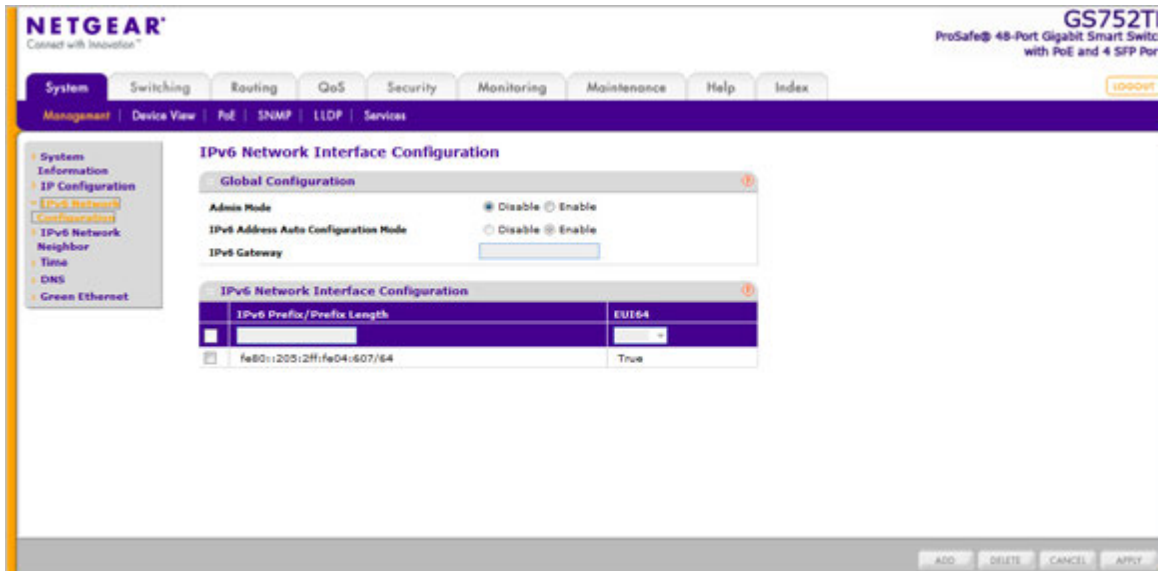 NETGEAR®
Connect with Innovation™
GS752T
ProSafe® 48-Port Gigabit Smart Switc
with PoE and 4 SFP Por
System Switching Routing QoS Security Monitoring Maintenance Help Index
LOGOUT
Management | Device View | PoE | SNMP | LLDP | Services
System
Information
IP Configuration
IPv6 Network
Configuration
IPv6 Network
Neighbor
Time
DNS
Green Ethernet
IPv6 Network Interface Configuration
Global Configuration
Admin Mode Disable Enable
IPv6 Address Auto Configuration Mode Disable Enable
IPv6 Gateway
IPv6 Network Interface Configuration
IPv6 Prefix/Prefix Length EUI64
fe80::205:2ff:fe04:607/64 True
ADD DELETE CANCEL APPLY